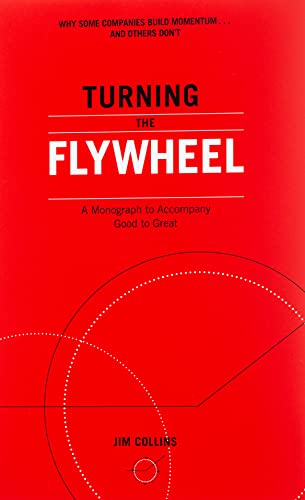 WHY SOME COMPANIES BUILD MOMENTUM . . .
AND OTHERS DON'T
TURNING
THE
FLYWHEEL
A Monograph to Accompany
Good to Great
JIM COLLINS